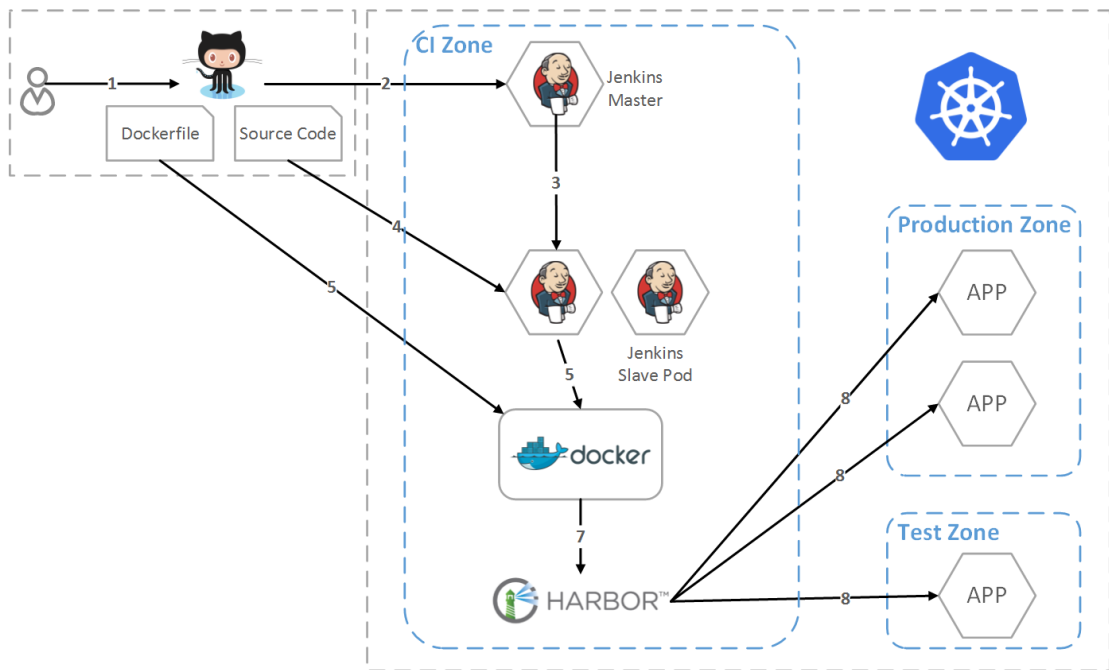 CI Zone
1
2
Jenkins
Master
Dockerfile
Source Code
3
4
Production Zone
5
APP
Jenkins
Slave Pod
5
8
APP
docker
8
7
Test Zone
HARBOR™
8
APP